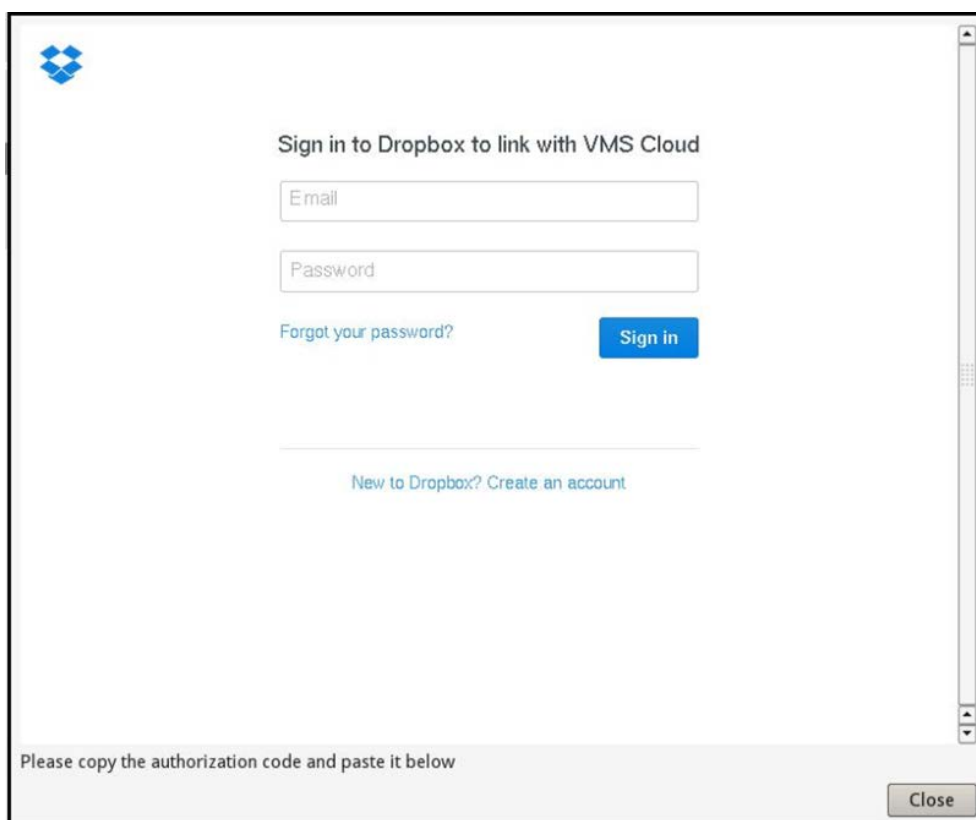 Sign in to Dropbox to link with VMS Cloud
Email
Password
Forgot your password?
Sign in
New to Dropbox? Create an account
Please copy the authorization code and paste it below
Close